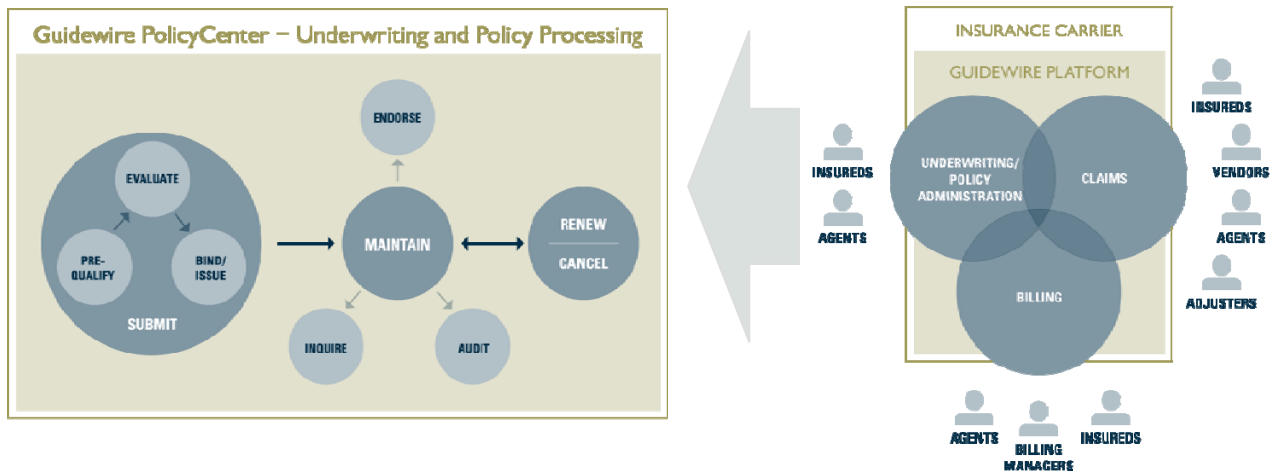 Guidewire PolicyCenter – Underwriting and Policy Processing
ENDORSE
EVALUATE
PRE-
QUALIFY
BIND/
ISSUE
SUBMIT
MAINTAIN
RENEW
CANCEL
INQUIRE
AUDIT
INSURANCE CARRIER
GUIDEWIRE PLATFORM
INSUREDS
AGENTS
UNDERWRITING/
POLICY
ADMINISTRATION
CLAIMS
BILLING
INSUREDS
VENDORS
AGENTS
ADJUSTERS
AGENTS
BILLING
MANAGERS
INSUREDS